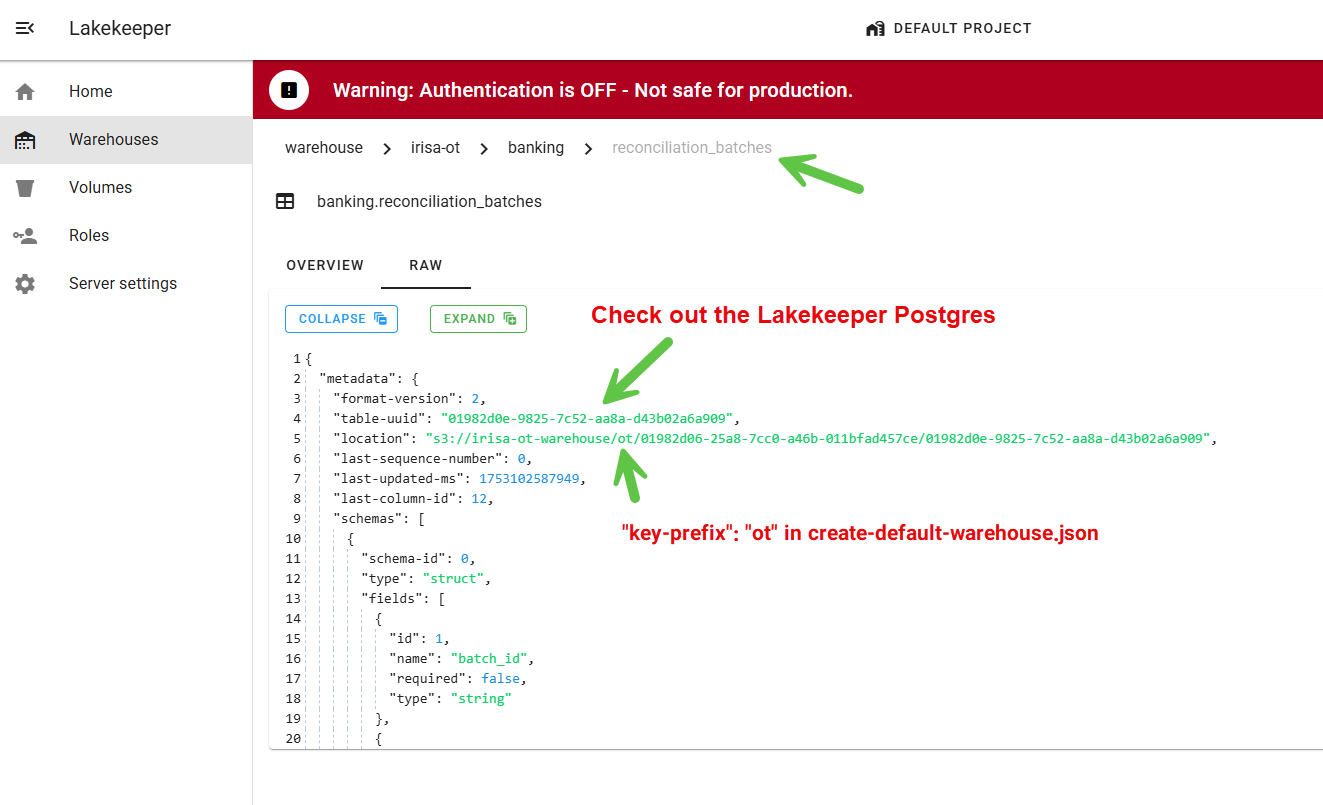 Lakekeeper
DEFAULT PROJECT
Home
Warehouses
Volumes
Roles
Server settings
Warning: Authentication is OFF - Not safe for production.
warehouse > irisa-ot > banking > reconciliation_batches
banking.reconciliation_batches
OVERVIEW RAW
COLLAPSE EXPAND
Check out the Lakekeeper Postgres
1 {
2 "metadata": {
3 "format-version": 2,
4 "table-uuid": "01982d0e-9825-7c52-aa8a-d43b02a6a909",
5 "location": "s3://irisa-ot-warehouse/ot/01982d06-25a8-7cc0-a46b-011bfad457ce/01982d0e-9825-7c52-aa8a-d43b02a6a909",
6 "last-sequence-number": 0,
7 "last-updated-ms": 1753102587949,
8 "last-column-id": 12,
9 "schemas": [
"key-prefix": "ot" in create-default-warehouse.json
10 {
11 "schema-id": 0,
12 "type": "struct",
13 "fields": [
14 {
15 "id": 1,
16 "name": "batch_id",
17 "required": false,
18 "type": "string"
19 },
20 {